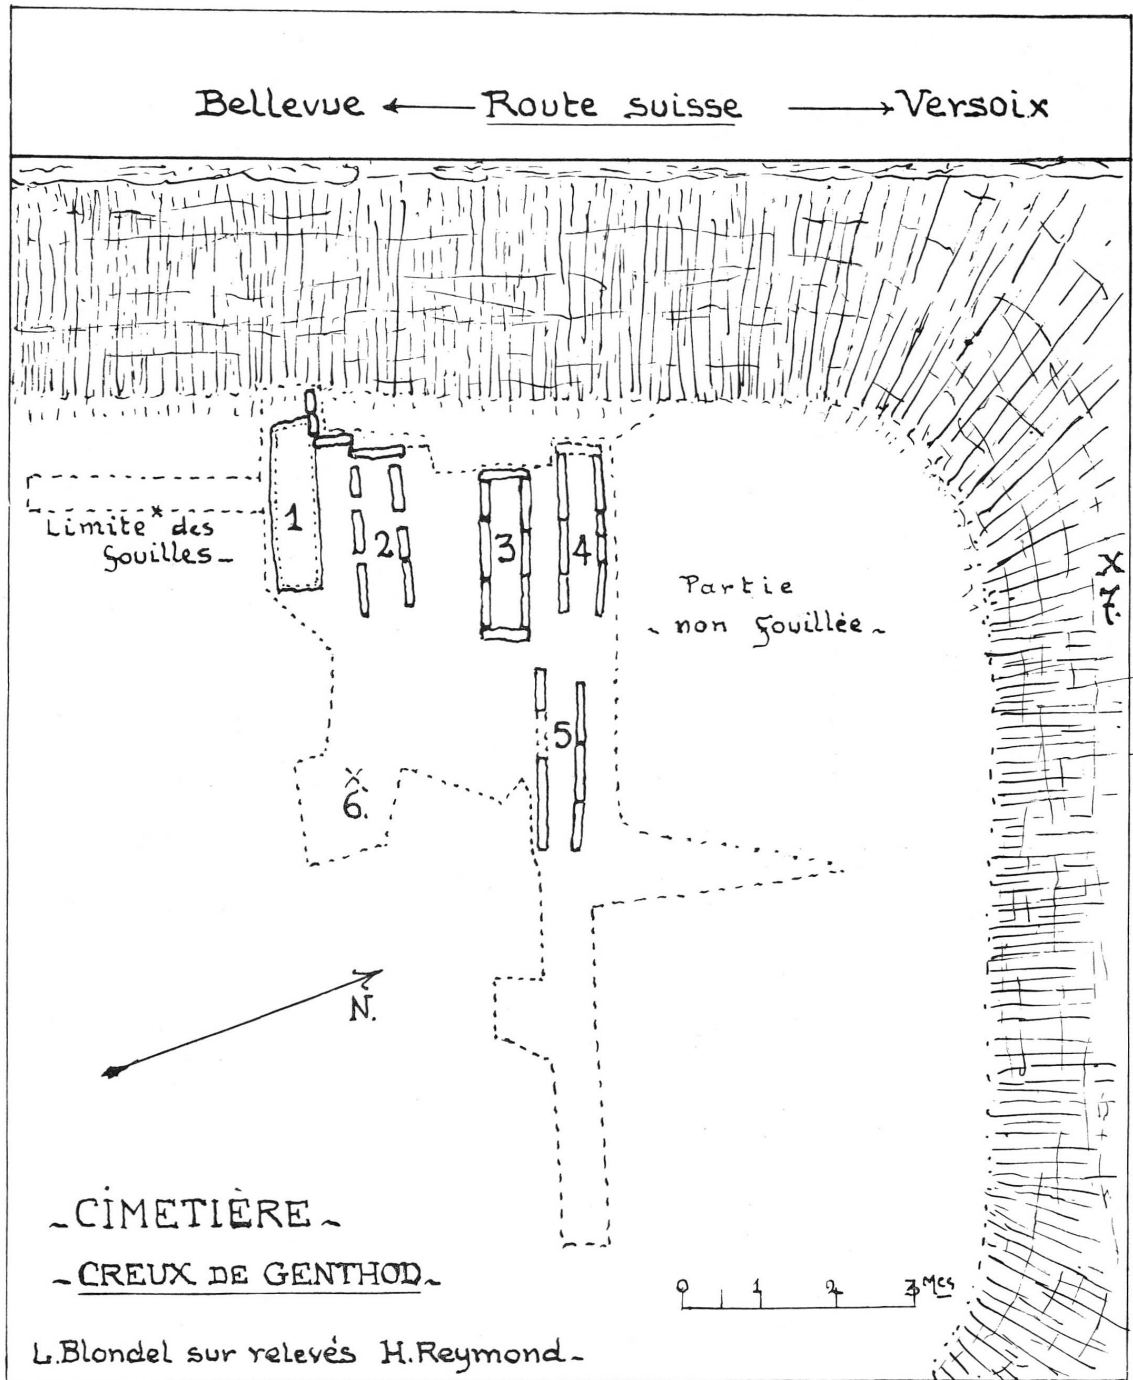 Bellevue ← Route suisse → Versoix
Limite des
fouilles
1
2
3
4
Partie
non fouillée
X
7.
5
X
6.
N.
CIMETIÈRE
CREUX DE GENTHOD
0 1 2 3 Mes
L. Blondel sur relevés H. Reymond